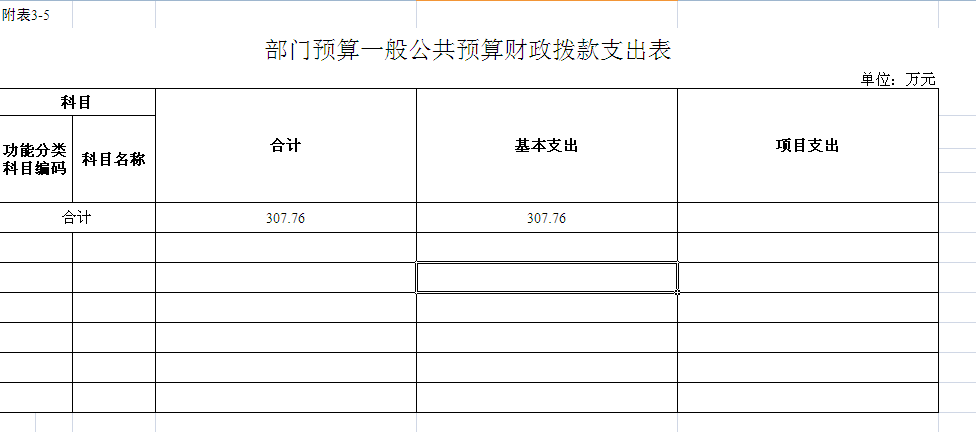 附表3-5
部门预算一般公共预算财政拨款支出表
单位：万元
科目
功能分类
科目编码
科目名称
合计
基本支出
项目支出
合计
307.76
307.76